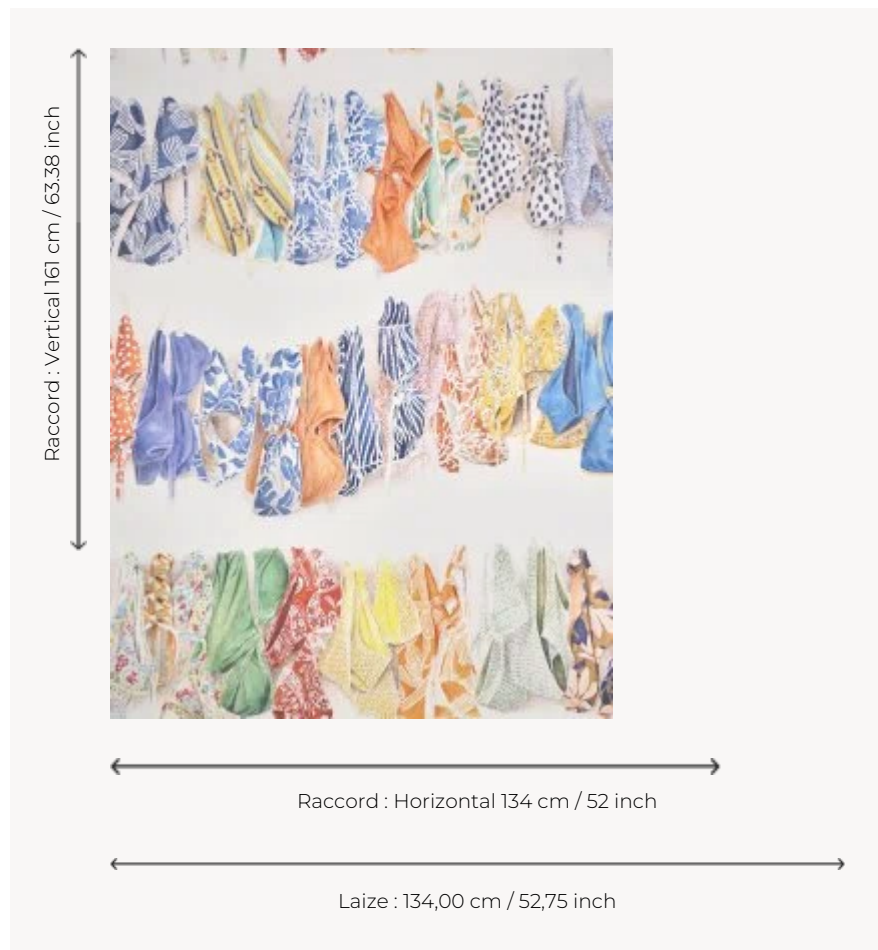 Raccord : Vertical 161 cm / 63.38 inch
Raccord : Horizontal 134 cm / 52 inch
Laize : 134,00 cm / 52,75 inch